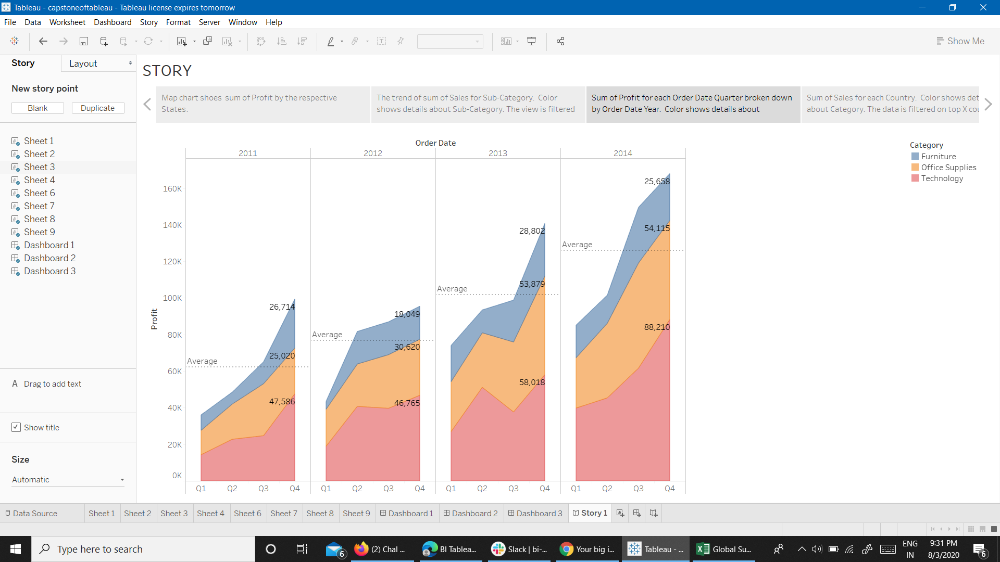 Tableau - capstoneoftableau - Tableau license expires tomorrow
File Data Worksheet Dashboard Story Format Server Window Help
Show Me
Story
Layout
New story point
Blank
Duplicate
Sheet 1
Sheet 2
Sheet 3
Sheet 4
Sheet 6
Sheet 7
Sheet 8
Sheet 9
Dashboard 1
Dashboard 2
Dashboard 3
A Drag to add text
Show title
Size
Automatic
STORY
Map chart shoes sum of Profit by the respective
States.
The trend of sum of Sales for Sub-Category. Color
shows details about Sub-Category. The view is filtered
Sum of Profit for each Order Date Quarter broken down
by Order Date Year. Color shows details about
Sum of Sales for each Country. Color shows det
about Category. The data is filtered on top X cou
Order Date
2011 2012 2013 2014
Profit
160K
140K
120K
100K
80K
60K
40K
20K
0K
Average
26,714
25,020
47,586
Average
18,049
30,620
46,765
Average
28,802
53,879
58,018
Average
25,658
54,115
88,210
Q1 Q2 Q3 Q4 Q1 Q2 Q3 Q4 Q1 Q2 Q3 Q4 Q1 Q2 Q3 Q4
Category
Furniture
Office Supplies
Technology
Data Source Sheet 1 Sheet 2 Sheet 3 Sheet 4 Sheet 6 Sheet 7 Sheet 8 Sheet 9 Dashboard 1 Dashboard 2 Dashboard 3 Story 1
Type here to search
6
(2) Chal ...
BI Tablea...
Slack | bi-...
Your big i...
Tableau - ...
Global Su...
ENG
IN
9:31 PM
8/3/2020
6